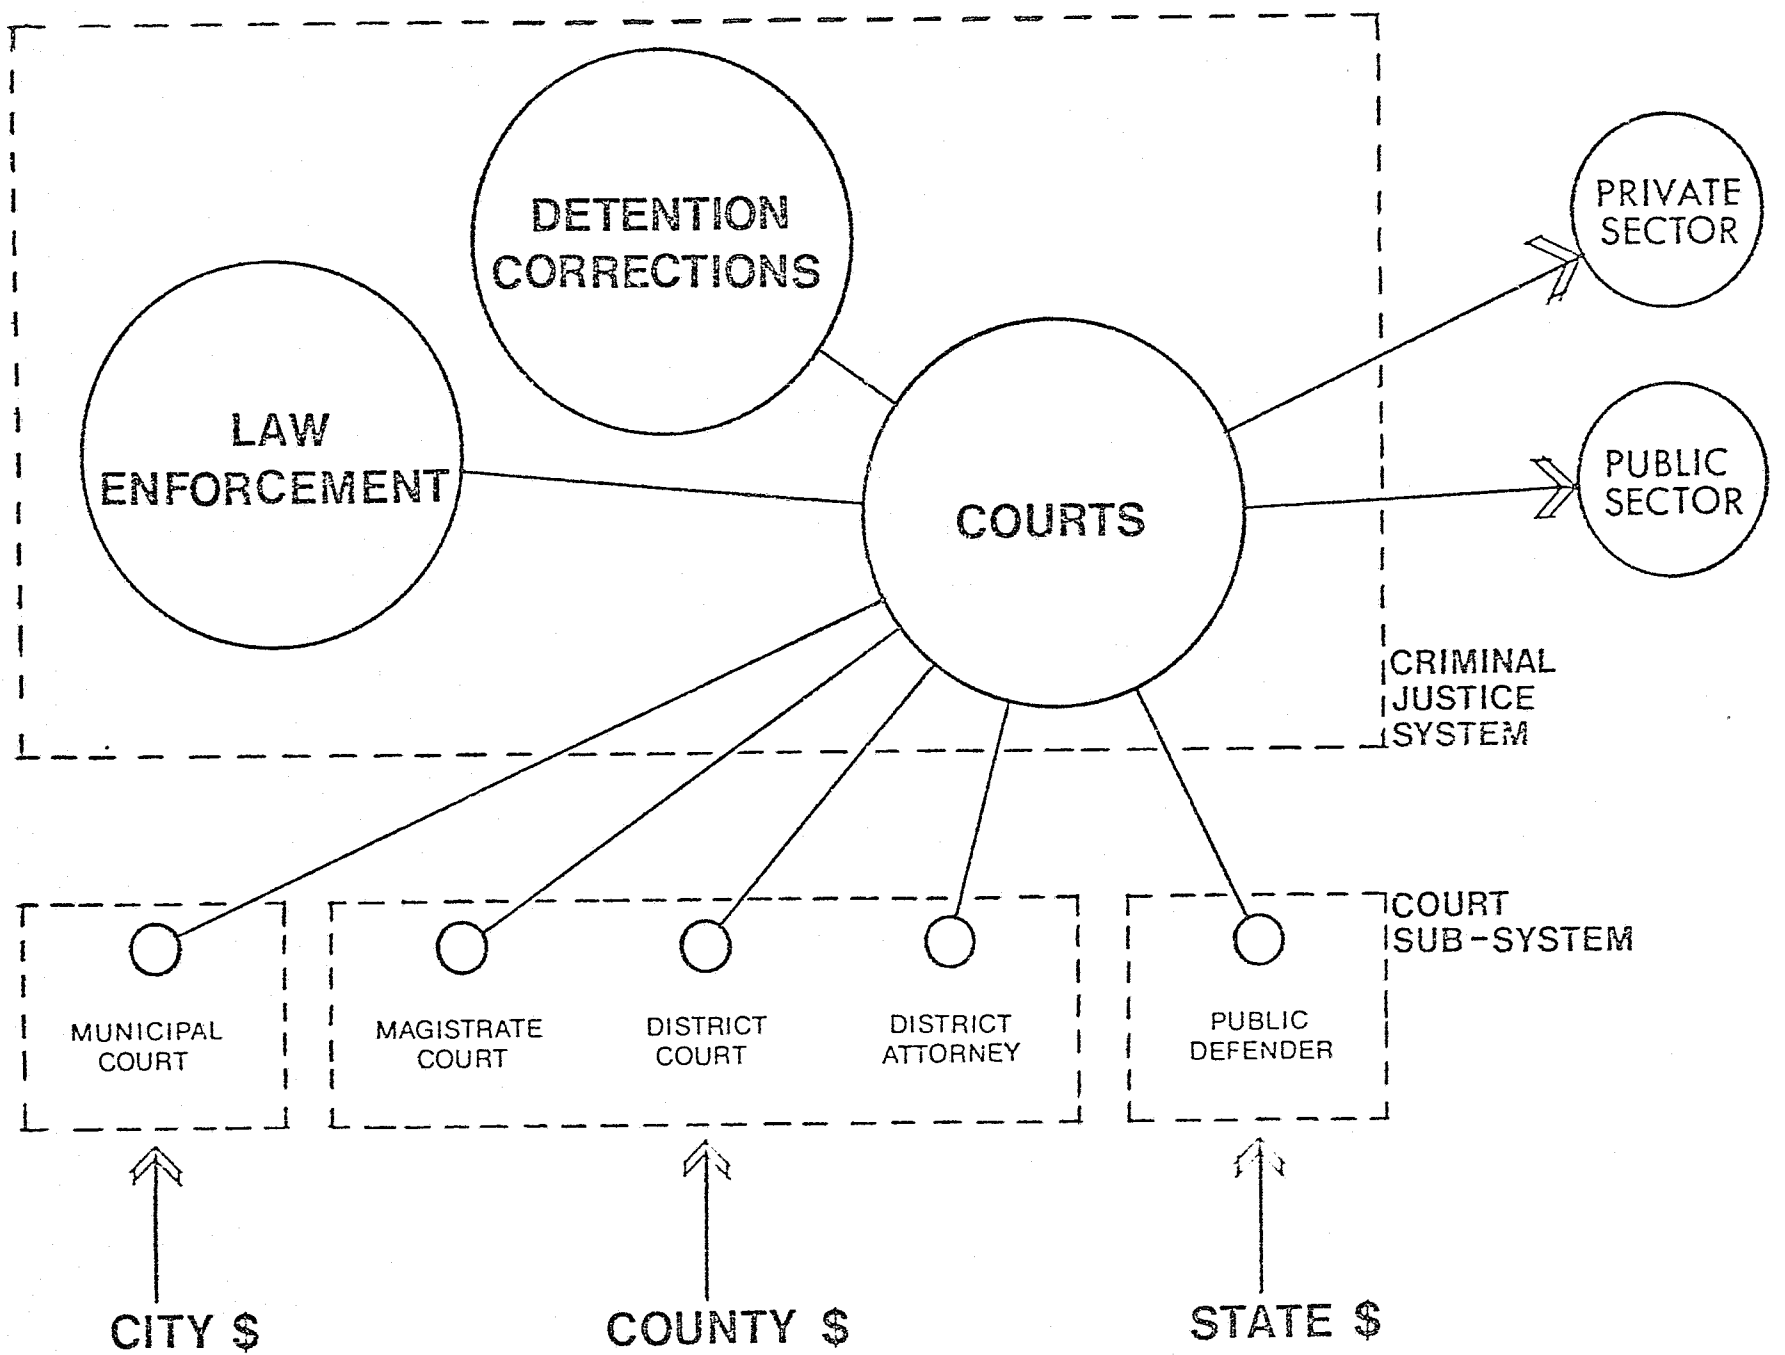 DETENTION
CORRECTIONS
LAW
ENFORCEMENT
COURTS
PRIVATE
SECTOR
PUBLIC
SECTOR
CRIMINAL
JUSTICE
SYSTEM
COURT
SUB-SYSTEM
MUNICIPAL
COURT
MAGISTRATE
COURT
DISTRICT
COURT
DISTRICT
ATTORNEY
PUBLIC
DEFENDER
CITY $
COUNTY $
STATE $